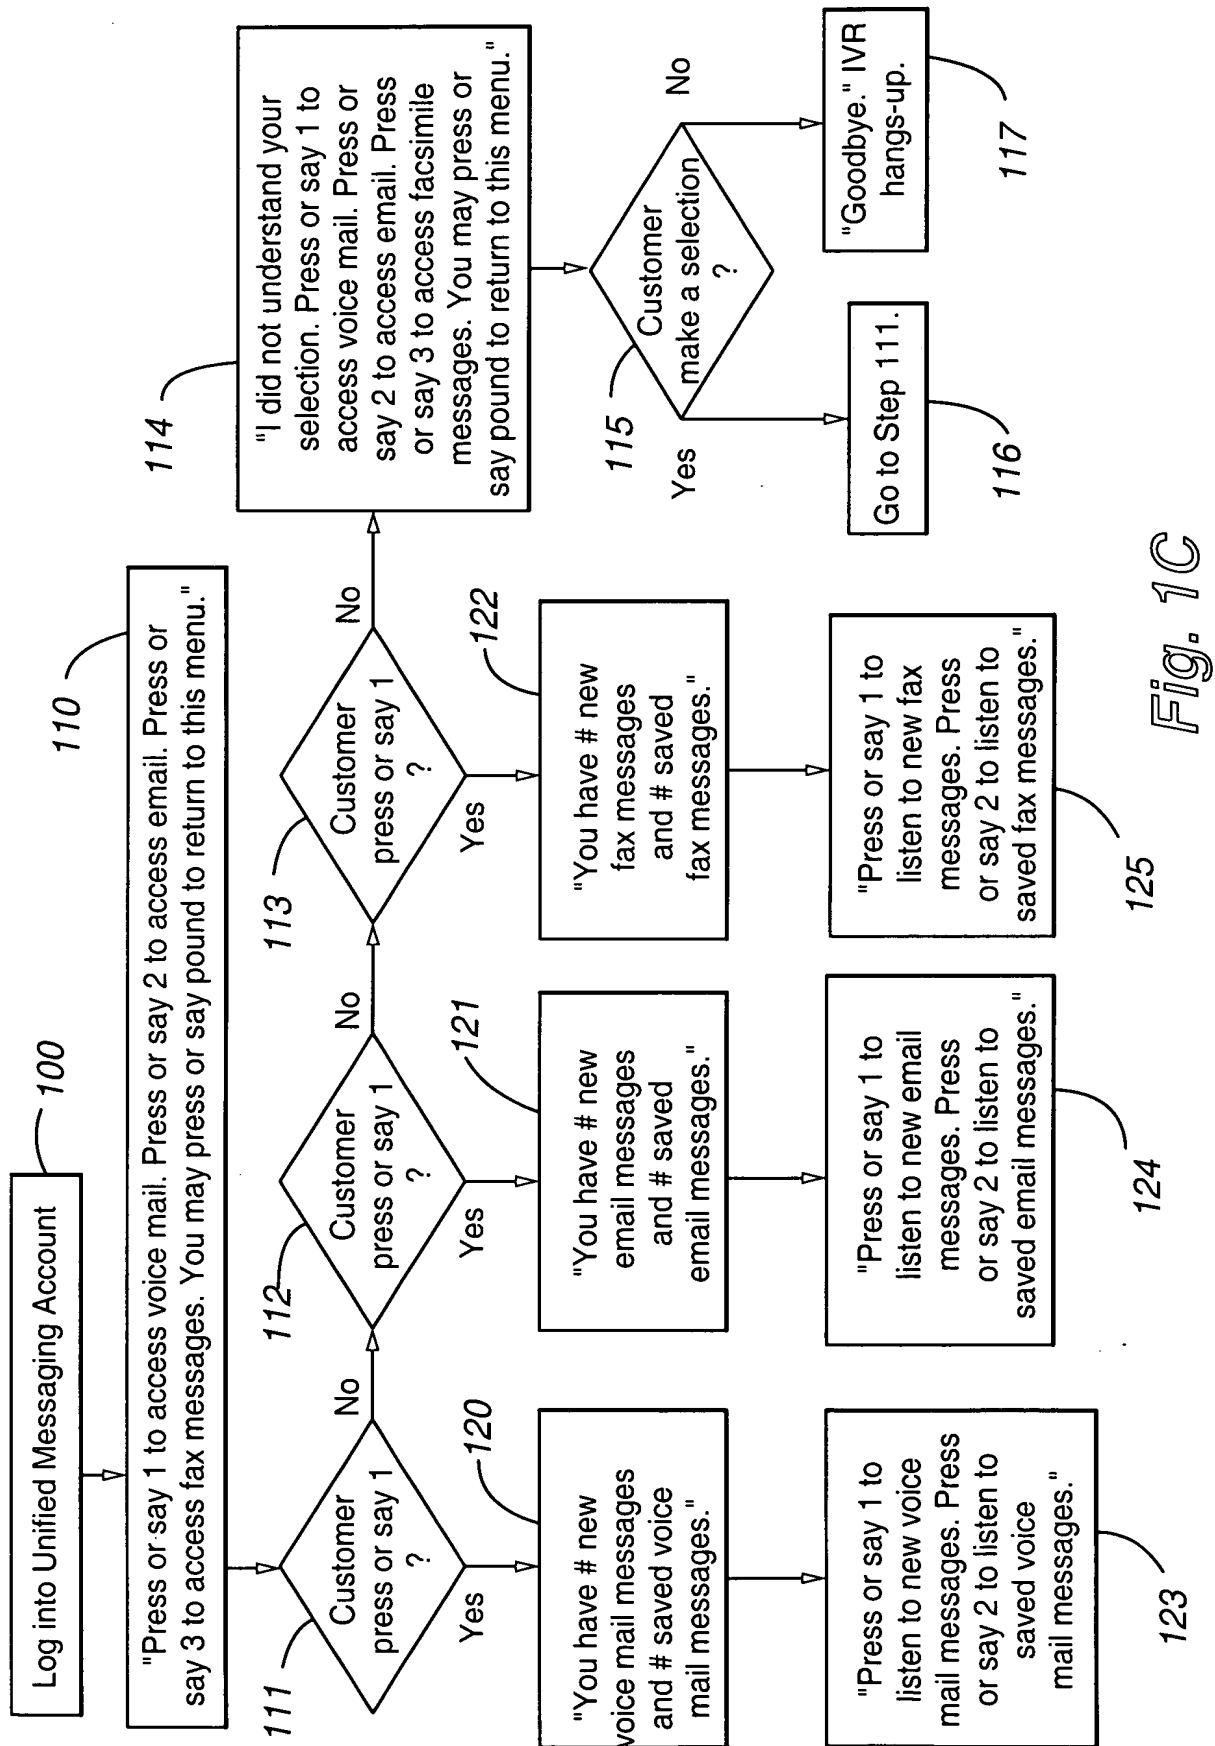 Log into Unified Messaging Account
100
"Press or say 1 to access voice mail. Press or say 2 to access email. Press or
say 3 to access fax messages. You may press or say pound to return to this menu."
110
111
Customer
press or say 1
?
No
Yes
112
Customer
press or say 1
?
No
Yes
113
Customer
press or say 1
?
No
Yes
114
"I did not understand your
selection. Press or say 1 to
access voice mail. Press or
say 2 to access email. Press
or say 3 to access facsimile
messages. You may press or
say pound to return to this menu."
115
Customer
make a selection
?
Yes
No
Go to Step 111.
116
"Goodbye." IVR
hangs-up.
117
120
"You have # new
voice mail messages
and # saved voice
mail messages."
121
"You have # new
email messages
and # saved
email messages."
122
"You have # new
fax messages
and # saved
fax messages."
"Press or say 1 to
listen to new voice
mail messages. Press
or say 2 to listen to
saved voice
mail messages."
123
"Press or say 1 to
listen to new email
messages. Press
or say 2 to listen to
saved email messages."
124
"Press or say 1 to
listen to new fax
messages. Press
or say 2 to listen to
saved fax messages."
125
Fig. 1C